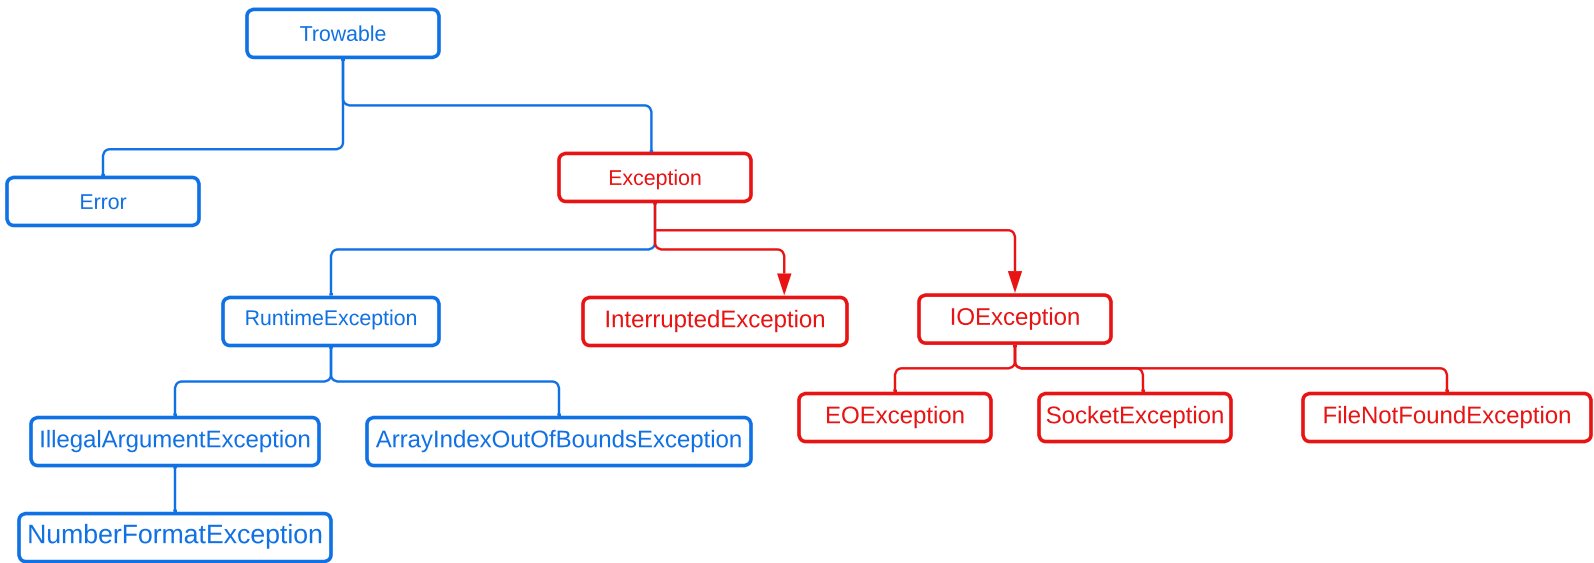 Trowable
Exception
Error
RuntimeException
InterruptedException
IOException
IllegalArgumentException
ArrayIndexOutOfBoundsException
EOException
SocketException
FileNotFoundException
NumberFormatException